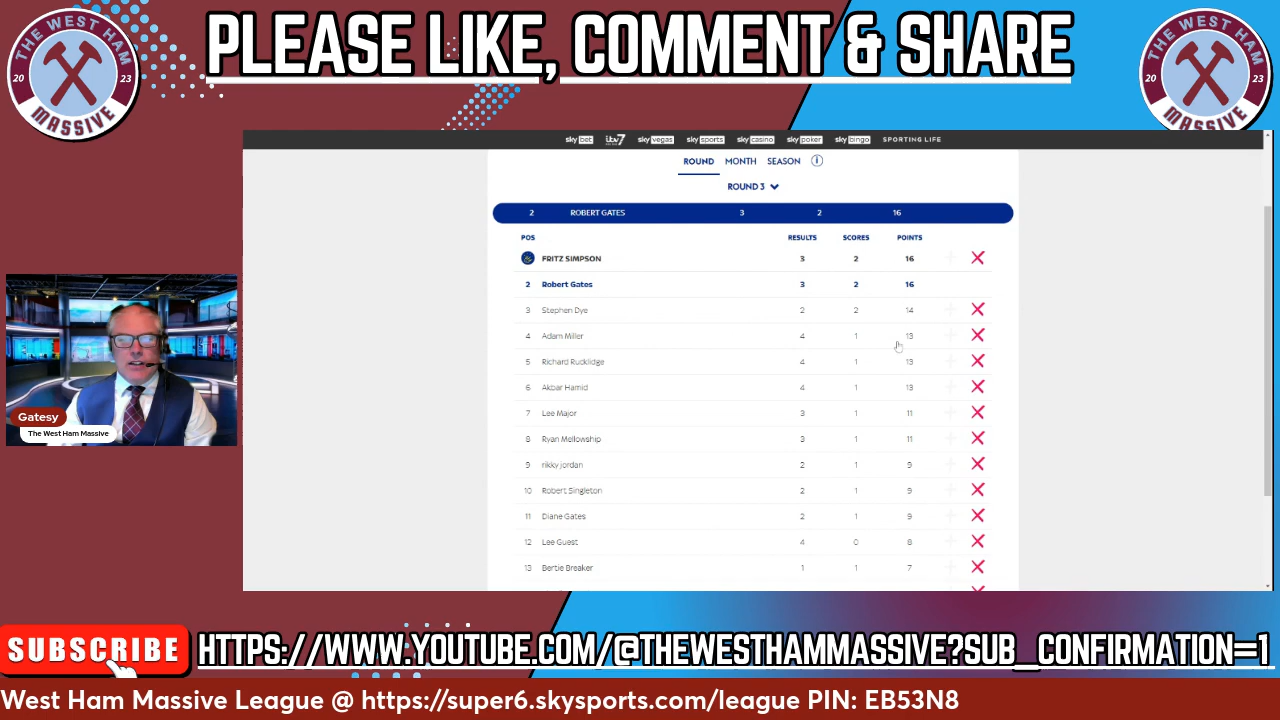 PLEASE LIKE, COMMENT & SHARE
THE WEST HAM
20 23
MASSIVE
THE WEST HAM
20 23
MASSIVE
sky bet itv7 sky vegas sky sports sky casino sky poker sky bingo SPORTING LIFE
ROUND MONTH SEASON i
ROUND 3
2 ROBERT GATES 3 2 16
POS RESULTS SCORES POINTS
FRITZ SIMPSON 3 2 16
2 Robert Gates 3 2 16
3 Stephen Dye 2 2 14
4 Adam Miller 4 1 13
5 Richard Rucklidge 4 1 13
6 Akbar Hamid 4 1 13
7 Lee Major 3 1 11
8 Ryan Mellowship 3 1 11
9 rikky jordan 2 1 9
10 Robert Singleton 2 1 9
11 Diane Gates 2 1 9
12 Lee Guest 4 0 8
13 Bertie Breaker 1 1 7
Gatesy
The West Ham Massive
SUBSCRIBE
HTTPS://WWW.YOUTUBE.COM/@THEWESTHAMMASSIVE?SUB_CONFIRMATION=1
West Ham Massive League @ https://super6.skysports.com/league PIN: EB53N8